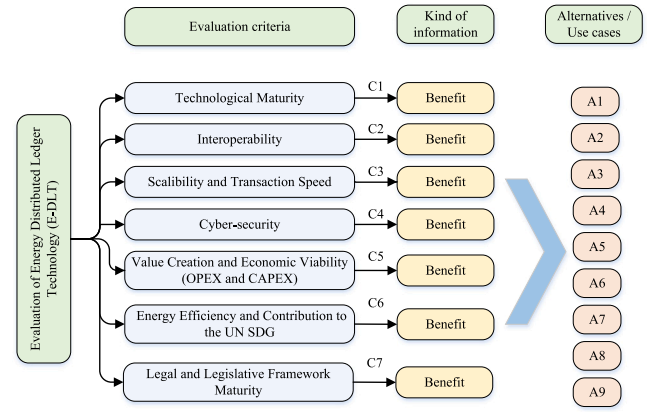 Evaluation criteria
Kind of
information
Alternatives /
Use cases
Evaluation of Energy Distributed Ledger
Technology (E-DLT)
Technological Maturity
C1
Benefit
Interoperability
C2
Benefit
Scalibility and Transaction Speed
C3
Benefit
Cyber-security
C4
Benefit
Value Creation and Economic Viability
(OPEX and CAPEX)
C5
Benefit
Energy Efficiency and Contribution to
the UN SDG
C6
Benefit
Legal and Legislative Framework
Maturity
C7
Benefit
A1
A2
A3
A4
A5
A6
A7
A8
A9